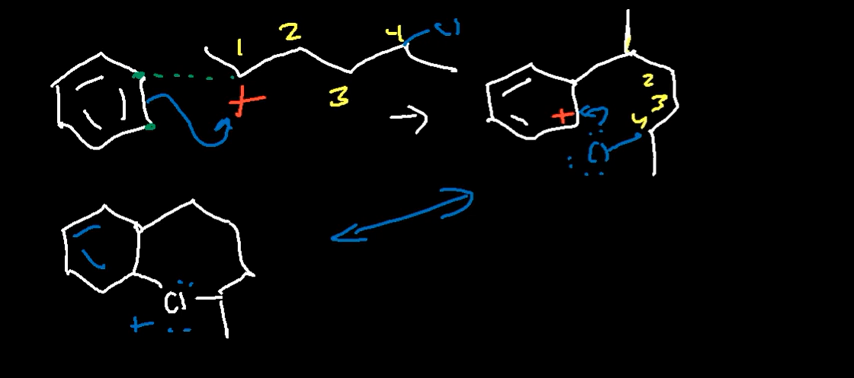 1 2 3 4 Cl
+
1 2 3 4
+ Cl
Cl
+